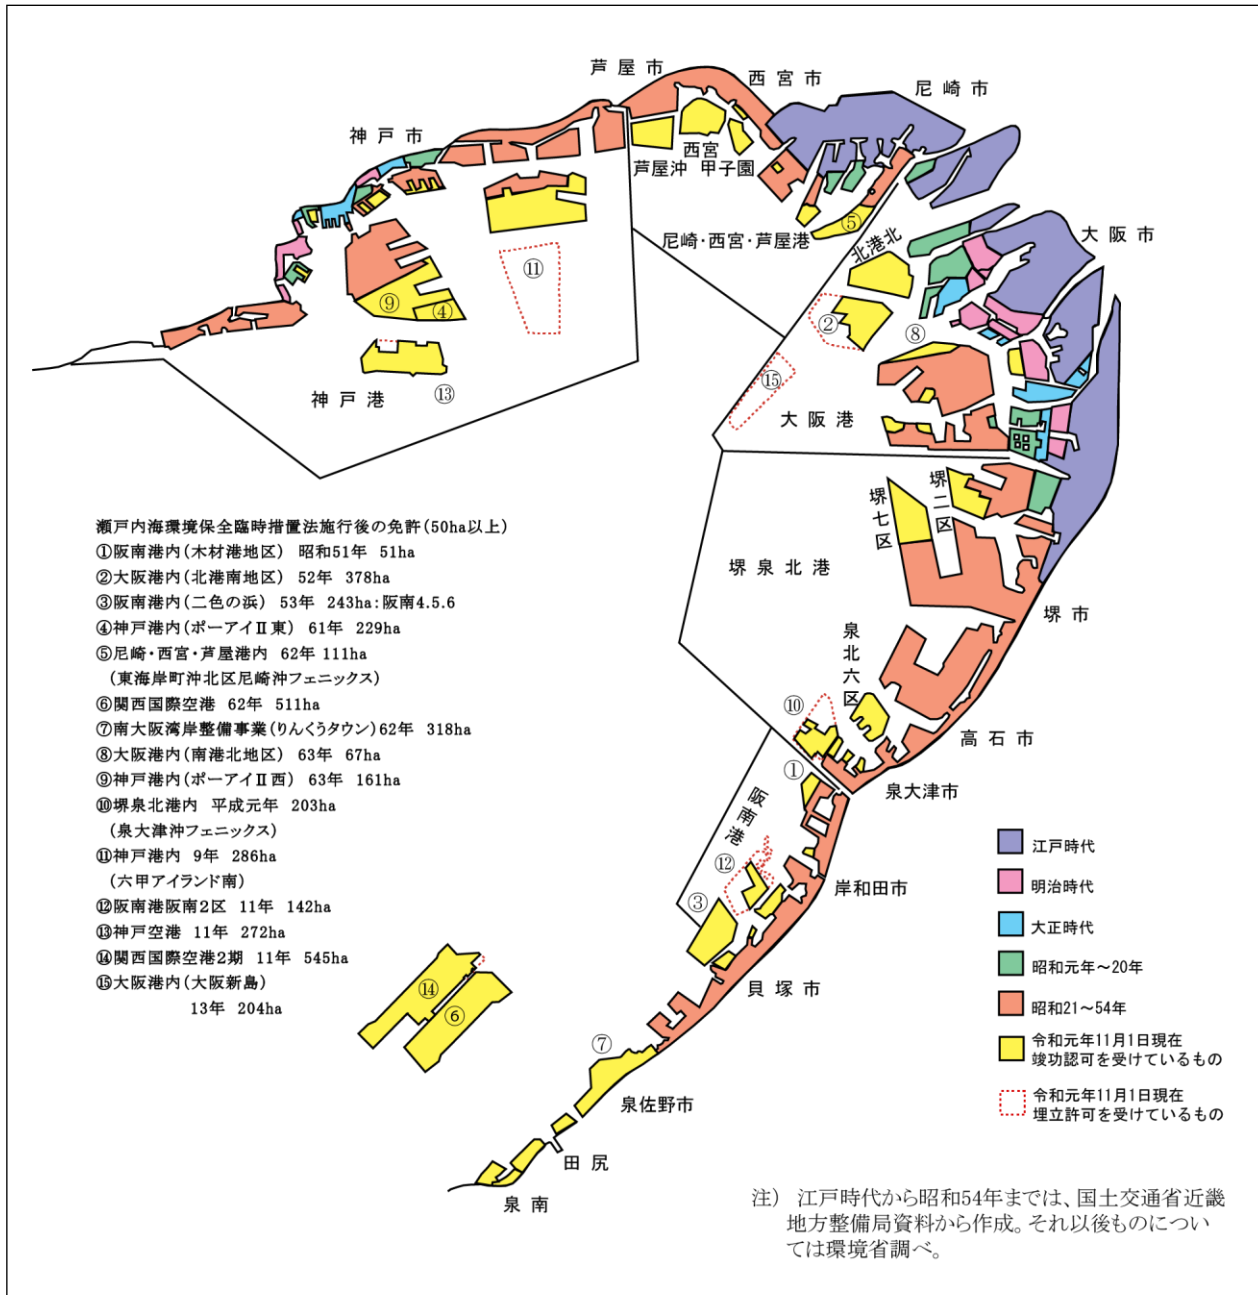 芦屋市
西宮市
尼崎市
神戸市
西宮
芦屋沖 甲子園
尼崎・西宮・芦屋港
⑤
北港北
大阪市
⑪
⑨
④
②
⑧
⑮
⑬
神戸港
大阪港
堺七区
堺二区
堺泉北港
堺市
泉北六区
⑩
高石市
①
泉大津市
阪南港
⑫
③
岸和田市
貝塚市
⑭
⑥
⑦
泉佐野市
田尻
泉南
瀬戸内海環境保全臨時措置法施行後の免許(50ha以上)
①阪南港内(木材港地区) 昭和51年 51ha
②大阪港内(北港南地区) 52年 378ha
③阪南港内(二色の浜) 53年 243ha:阪南4.5.6
④神戸港内(ポーアイⅡ東) 61年 229ha
⑤尼崎・西宮・芦屋港内 62年 111ha
(東海岸町沖北区尼崎沖フェニックス)
⑥関西国際空港 62年 511ha
⑦南大阪湾岸整備事業(りんくうタウン)62年 318ha
⑧大阪港内(南港北地区) 63年 67ha
⑨神戸港内(ポーアイⅡ西) 63年 161ha
⑩堺泉北港内 平成元年 203ha
(泉大津沖フェニックス)
⑪神戸港内 9年 286ha
(六甲アイランド南)
⑫阪南港阪南2区 11年 142ha
⑬神戸空港 11年 272ha
⑭関西国際空港2期 11年 545ha
⑮大阪港内(大阪新島)
13年 204ha
江戸時代
明治時代
大正時代
昭和元年～20年
昭和21～54年
令和元年11月1日現在
竣功認可を受けているもの
令和元年11月1日現在
埋立許可を受けているもの
注) 江戸時代から昭和54年までは、国土交通省近畿
地方整備局資料から作成。それ以後ものについ
ては環境省調べ。